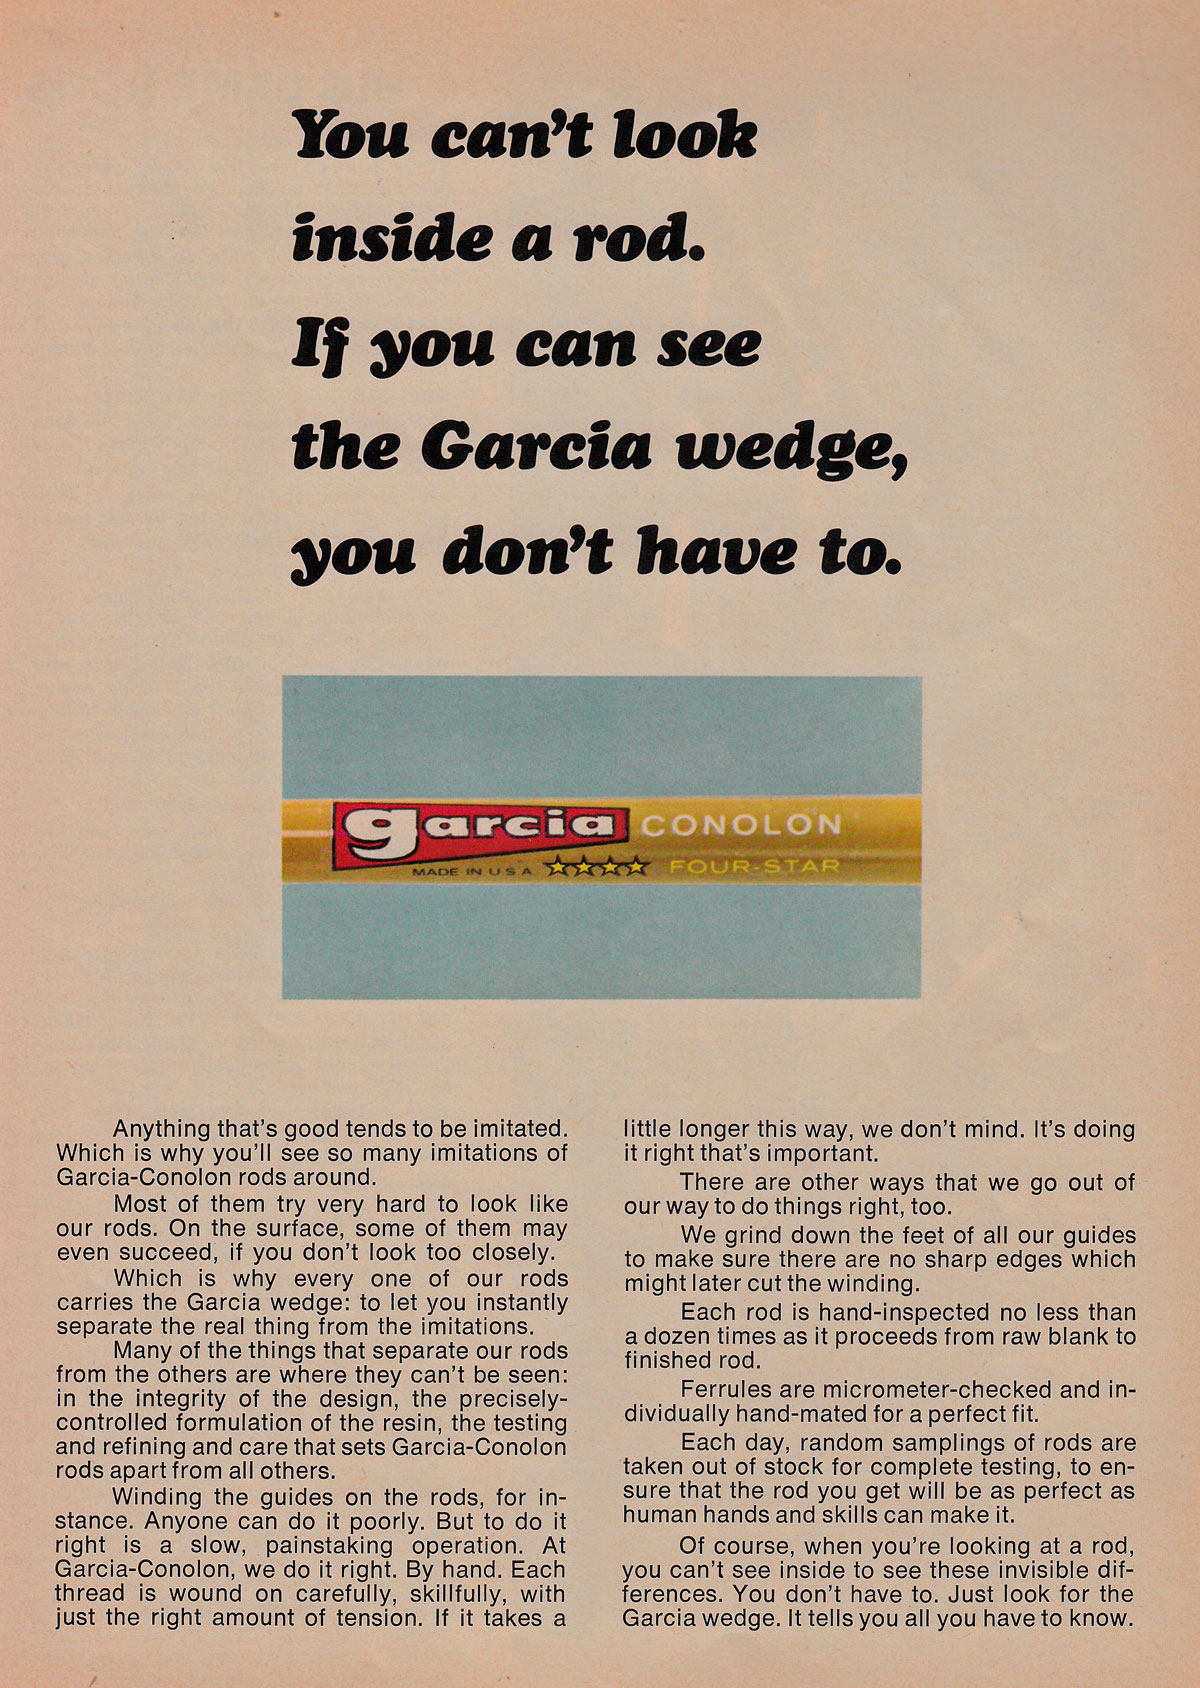 You can't look
inside a rod.
If you can see
the Garcia wedge,
you don't have to.
garcia CONOLON
MADE IN U S A FOUR-STAR
Anything that's good tends to be imitated.
Which is why you'll see so many imitations of
Garcia-Conolon rods around.
Most of them try very hard to look like
our rods. On the surface, some of them may
even succeed, if you don't look too closely.
Which is why every one of our rods
carries the Garcia wedge: to let you instantly
separate the real thing from the imitations.
Many of the things that separate our rods
from the others are where they can't be seen:
in the integrity of the design, the precisely-
controlled formulation of the resin, the testing
and refining and care that sets Garcia-Conolon
rods apart from all others.
Winding the guides on the rods, for in-
stance. Anyone can do it poorly. But to do it
right is a slow, painstaking operation. At
Garcia-Conolon, we do it right. By hand. Each
thread is wound on carefully, skillfully, with
just the right amount of tension. If it takes a
little longer this way, we don't mind. It's doing
it right that's important.
There are other ways that we go out of
our way to do things right, too.
We grind down the feet of all our guides
to make sure there are no sharp edges which
might later cut the winding.
Each rod is hand-inspected no less than
a dozen times as it proceeds from raw blank to
finished rod.
Ferrules are micrometer-checked and in-
dividually hand-mated for a perfect fit.
Each day, random samplings of rods are
taken out of stock for complete testing, to en-
sure that the rod you get will be as perfect as
human hands and skills can make it.
Of course, when you're looking at a rod,
you can't see inside to see these invisible dif-
ferences. You don't have to. Just look for the
Garcia wedge. It tells you all you have to know.